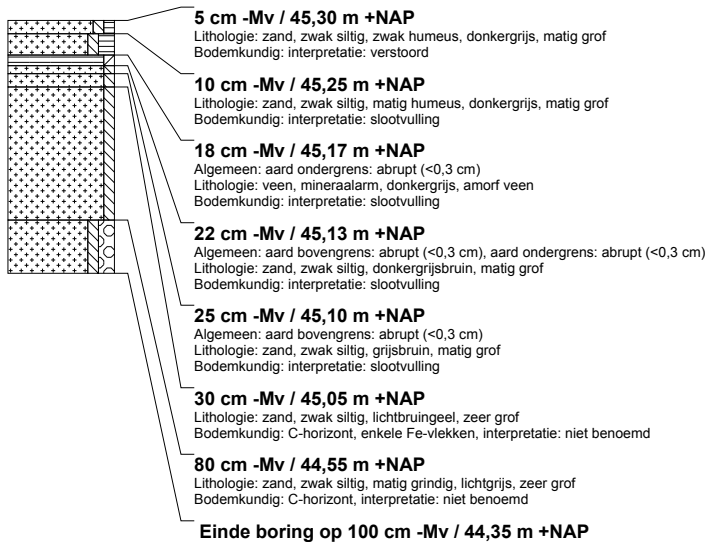 5 cm -Mv / 45,30 m +NAP
Lithologie: zand, zwak siltig, zwak humeus, donkergrijs, matig grof
Bodemkundig: interpretatie: verstoord
10 cm -Mv / 45,25 m +NAP
Lithologie: zand, zwak siltig, matig humeus, donkergrijs, matig grof
Bodemkundig: interpretatie: slootvulling
18 cm -Mv / 45,17 m +NAP
Algemeen: aard ondergrens: abrupt (<0,3 cm)
Lithologie: veen, mineraalarm, donkergrijs, amorf veen
Bodemkundig: interpretatie: slootvulling
22 cm -Mv / 45,13 m +NAP
Algemeen: aard bovengrens: abrupt (<0,3 cm), aard ondergrens: abrupt (<0,3 cm)
Lithologie: zand, zwak siltig, donkergrijsbruin, matig grof
Bodemkundig: interpretatie: slootvulling
25 cm -Mv / 45,10 m +NAP
Algemeen: aard bovengrens: abrupt (<0,3 cm)
Lithologie: zand, zwak siltig, grijsbruin, matig grof
Bodemkundig: interpretatie: slootvulling
30 cm -Mv / 45,05 m +NAP
Lithologie: zand, zwak siltig, lichtbruingeel, zeer grof
Bodemkundig: C-horizont, enkele Fe-vlekken, interpretatie: niet benoemd
80 cm -Mv / 44,55 m +NAP
Lithologie: zand, zwak siltig, matig grindig, lichtgrijs, zeer grof
Bodemkundig: C-horizont, interpretatie: niet benoemd
Einde boring op 100 cm -Mv / 44,35 m +NAP